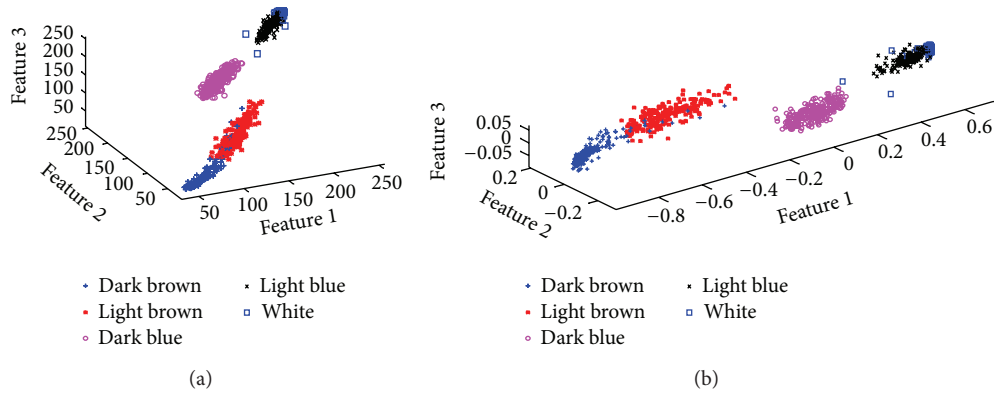 250
200
150
100
50
Feature 3
250
200
150
100
50
Feature 2
50
100
150
200
250
Feature 1
Dark brown
Light brown
Dark blue
Light blue
White
(a)
0.05
0
−0.05
Feature 3
0.2
0
−0.2
Feature 2
−0.8
−0.6
−0.4
−0.2
0
0.2
0.4
0.6
Feature 1
Dark brown
Light brown
Dark blue
Light blue
White
(b)